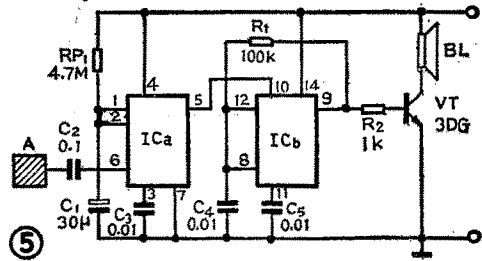 RP1
4.7M
A
C2
0.1
C1
30μ
1
2
6
4
5
ICa
3
7
C3
0.01
Rt
100k
12
8
10
14
9
ICb
11
C4
0.01
C5
0.01
R2
1k
BL
VT
3DG
5